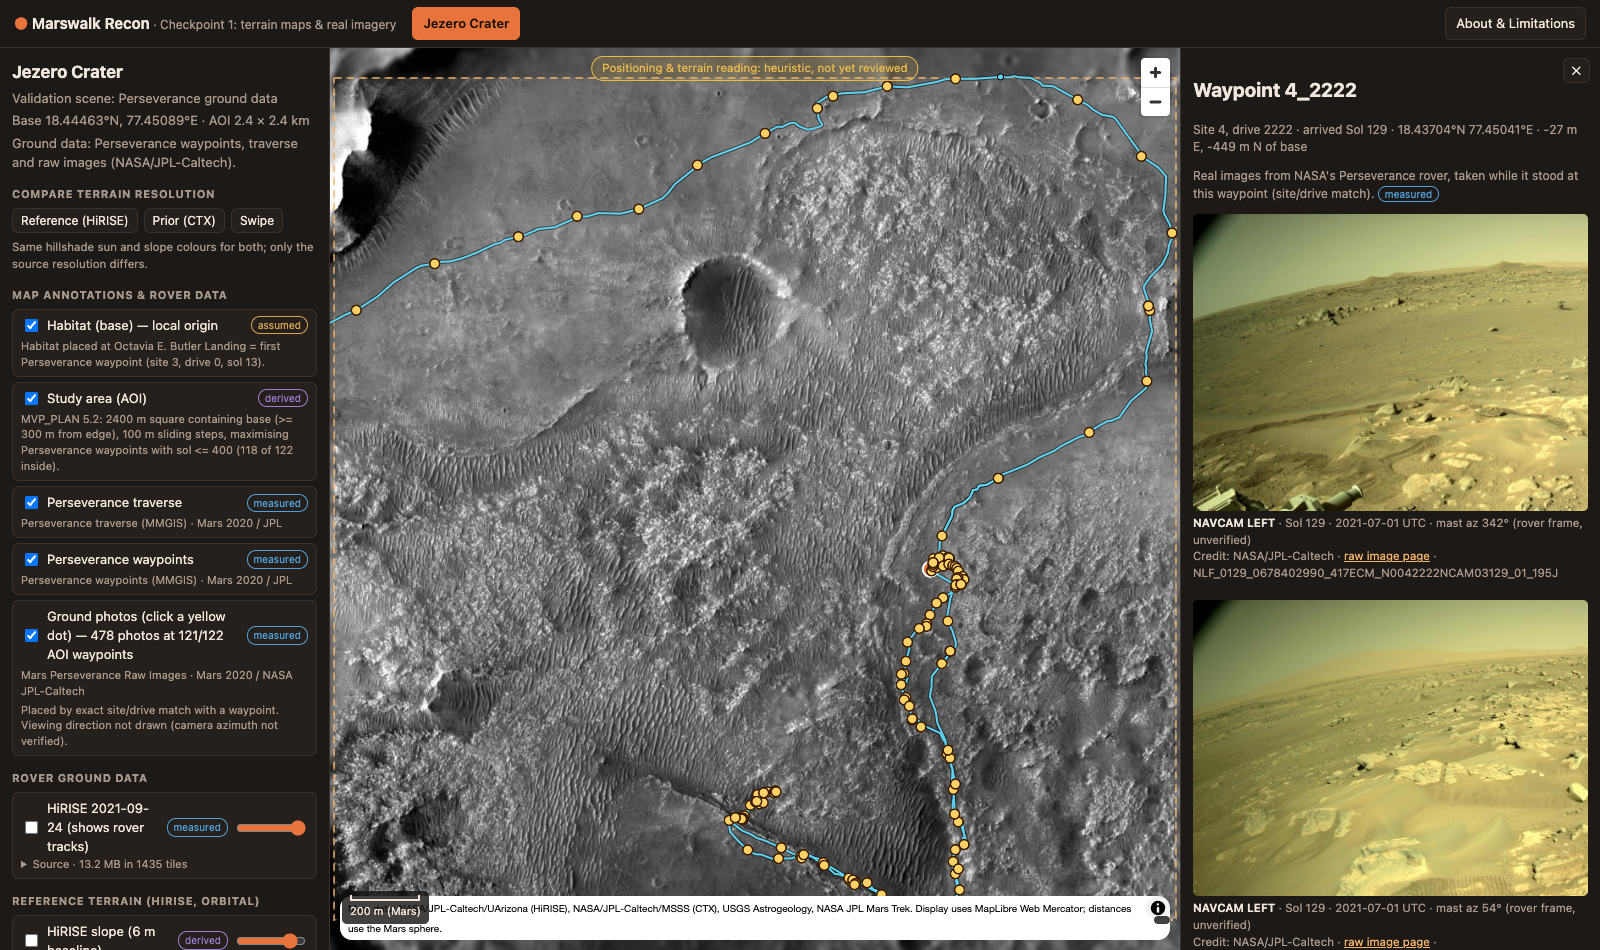 Marswalk Recon · Checkpoint 1: terrain maps & real imagery
Jezero Crater
About & Limitations
Jezero Crater
Validation scene: Perseverance ground data
Base 18.44463°N, 77.45089°E · AOI 2.4 × 2.4 km
Ground data: Perseverance waypoints, traverse
and raw images (NASA/JPL-Caltech).
COMPARE TERRAIN RESOLUTION
Reference (HiRISE)
Prior (CTX)
Swipe
Same hillshade sun and slope colours for both; only the
source resolution differs.
MAP ANNOTATIONS & ROVER DATA
Habitat (base) — local origin
assumed
Habitat placed at Octavia E. Butler Landing = first
Perseverance waypoint (site 3, drive 0, sol 13).
Study area (AOI)
derived
MVP_PLAN 5.2: 2400 m square containing base (>=
300 m from edge), 100 m sliding steps, maximising
Perseverance waypoints with sol <= 400 (118 of 122
inside).
Perseverance traverse
measured
Perseverance traverse (MMGIS) · Mars 2020 / JPL
Perseverance waypoints
measured
Perseverance waypoints (MMGIS) · Mars 2020 / JPL
Ground photos (click a yellow
dot) — 478 photos at 121/122
AOI waypoints
measured
Mars Perseverance Raw Images · Mars 2020 / NASA
JPL-Caltech
Placed by exact site/drive match with a waypoint.
Viewing direction not drawn (camera azimuth not
verified).
ROVER GROUND DATA
HiRISE 2021-09-
24 (shows rover
tracks)
measured
Source · 13.2 MB in 1435 tiles
REFERENCE TERRAIN (HIRISE, ORBITAL)
HiRISE slope (6 m
baseline)
derived
Positioning & terrain reading: heuristic, not yet reviewed
+
−
200 m (Mars)
/JPL-Caltech/UArizona (HiRISE), NASA/JPL-Caltech/MSSS (CTX), USGS Astrogeology, NASA JPL Mars Trek. Display uses MapLibre Web Mercator; distances
use the Mars sphere.
Waypoint 4_2222
Site 4, drive 2222 · arrived Sol 129 · 18.43704°N 77.45041°E · -27 m
E, -449 m N of base
Real images from NASA's Perseverance rover, taken while it stood at
this waypoint (site/drive match). measured
NAVCAM LEFT · Sol 129 · 2021-07-01 UTC · mast az 342° (rover frame,
unverified)
Credit: NASA/JPL-Caltech · raw image page ·
NLF_0129_0678402990_417ECM_N0042222NCAM03129_01_195J
NAVCAM LEFT · Sol 129 · 2021-07-01 UTC · mast az 54° (rover frame,
unverified)
Credit: NASA/JPL-Caltech · raw image page ·